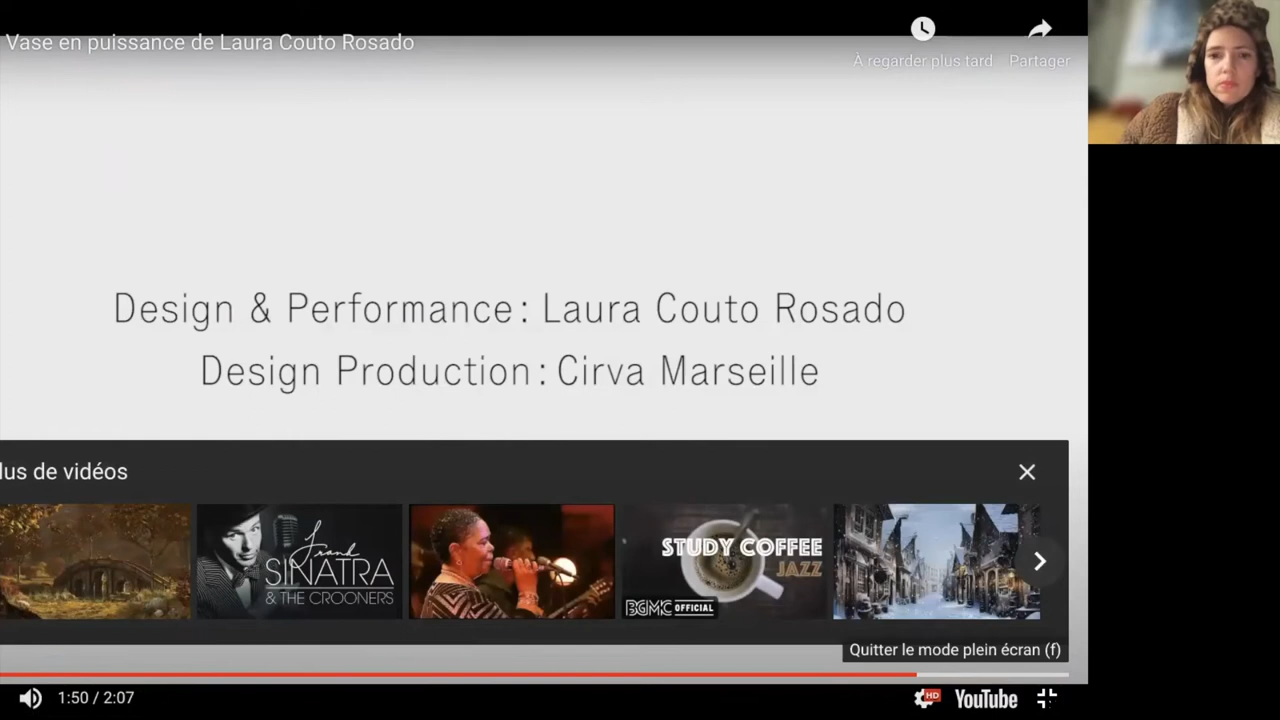 Vase en puissance de Laura Couto Rosado
À regarder plus tard
Partager
Design & Performance: Laura Couto Rosado
Design Production: Cirva Marseille
lus de vidéos
Frank
SINATRA
& THE CROONERS
STUDY COFFEE
JAZZ
BGMC OFFICIAL
Quitter le mode plein écran (f)
1:50 / 2:07
HD
YouTube